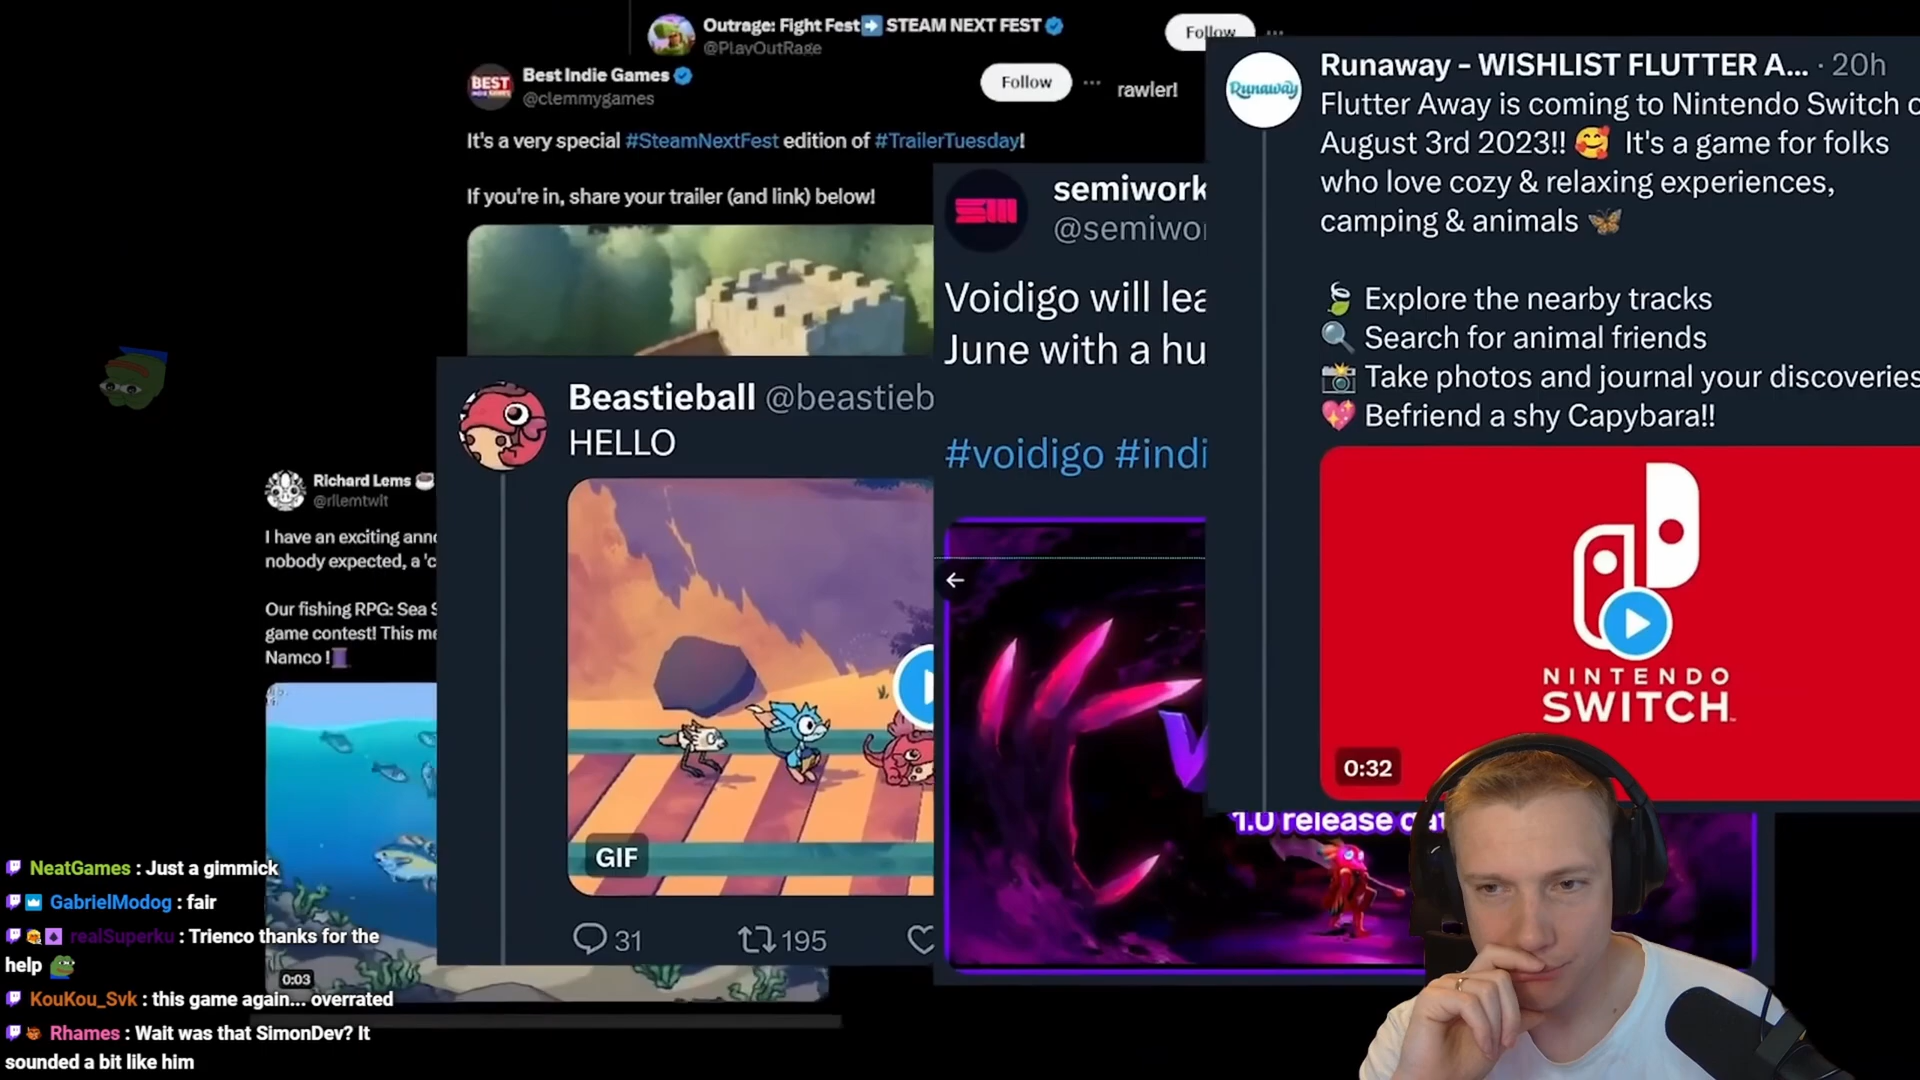 Outrage: Fight Fest➡️ STEAM NEXT FEST
@PlayOutRage
Follow
Best Indie Games
@clemmygames
Follow
rawler!
It's a very special #SteamNextFest edition of #TrailerTuesday!
If you're in, share your trailer (and link) below!
BEST
Runaway - WISHLIST FLUTTER A... · 20h
Runaway
Flutter Away is coming to Nintendo Switch o
August 3rd 2023!! 🥰 It's a game for folks
who love cozy & relaxing experiences,
camping & animals 🦋
🍃 Explore the nearby tracks
🔍 Search for animal friends
📸 Take photos and journal your discoveries
💖 Befriend a shy Capybara!!
NINTENDO
SWITCH
0:32
semiwork
@semiwor
Voidigo will lea
June with a hu
#voidigo #indi
V
1.0 release dat
Beastieball @beastieb
HELLO
GIF
31
195
Richard Lems
@rilemtwit
I have an exciting anno
nobody expected, a 'c
Our fishing RPG: Sea S
game contest! This me
Namco !
0:03
NeatGames : Just a gimmick
GabrielModog : fair
realSuperku : Trienco thanks for the
help
KouKou_Svk : this game again... overrated
Rhames : Wait was that SimonDev? It
sounded a bit like him